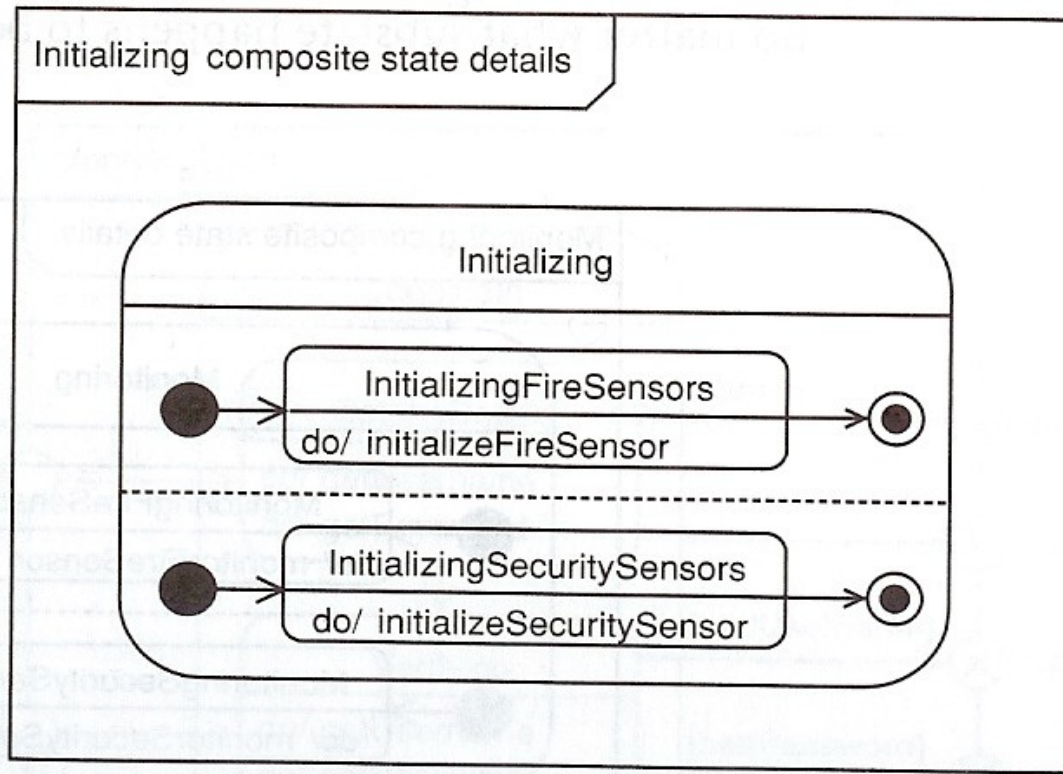 Initializing composite state details
Initializing
InitializingFireSensors
do/ initializeFireSensor
InitializingSecuritySensors
do/ initializeSecuritySensor